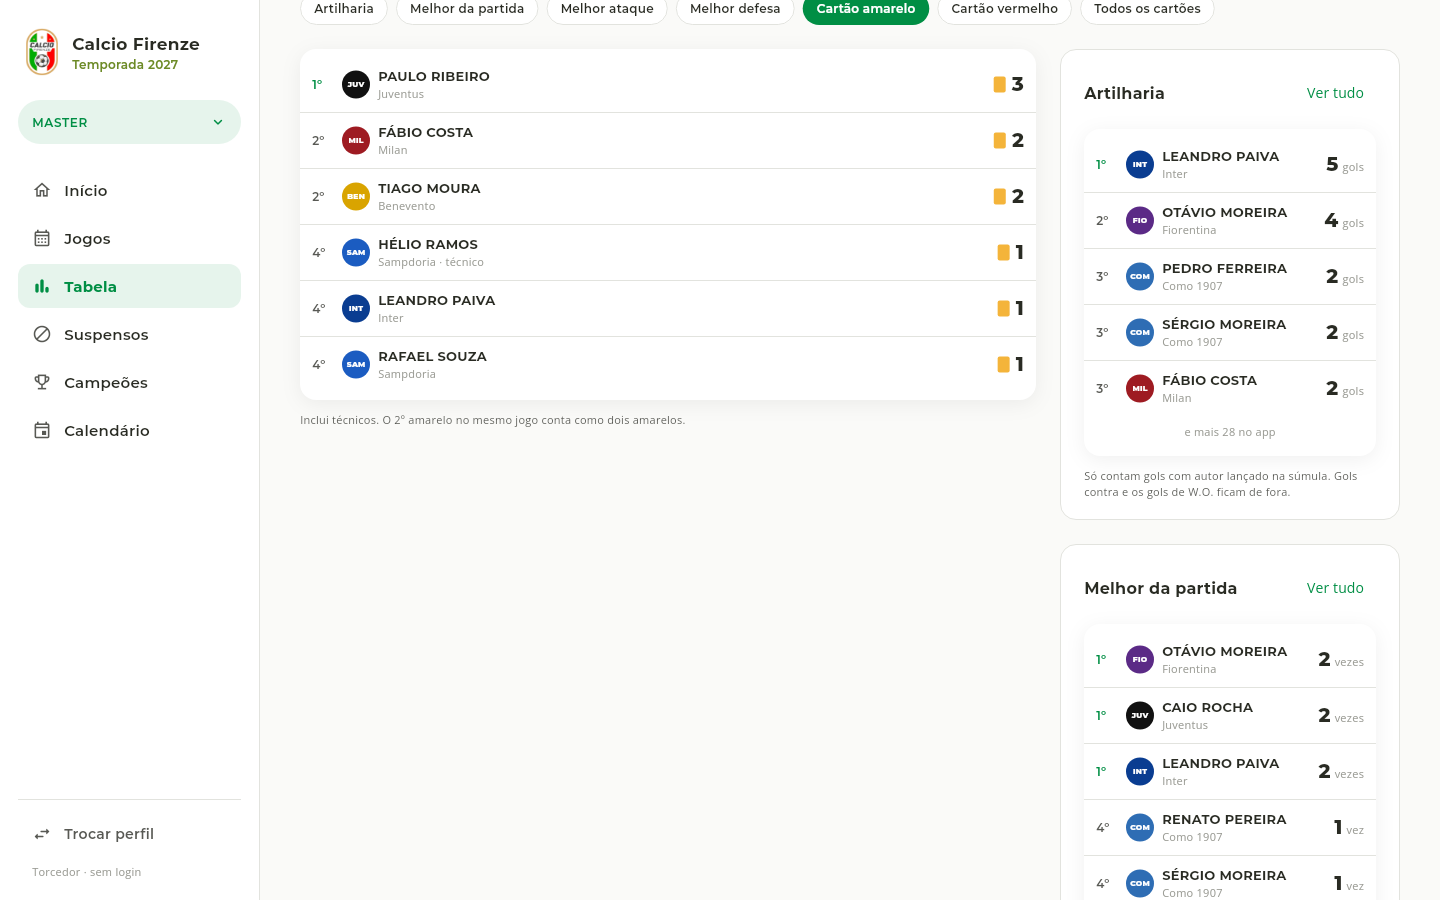 Calcio Firenze
Temporada 2027
MASTER
Início
Jogos
Tabela
Suspensos
Campeões
Calendário
Trocar perfil
Torcedor · sem login
Artilharia
Melhor da partida
Melhor ataque
Melhor defesa
Cartão amarelo
Cartão vermelho
Todos os cartões
1º JUV PAULO RIBEIRO 3
Juventus
2º MIL FÁBIO COSTA 2
Milan
2º BEN TIAGO MOURA 2
Benevento
4º SAM HÉLIO RAMOS 1
Sampdoria · técnico
4º INT LEANDRO PAIVA 1
Inter
4º SAM RAFAEL SOUZA 1
Sampdoria
Inclui técnicos. O 2º amarelo no mesmo jogo conta como dois amarelos.
Artilharia Ver tudo
1º INT LEANDRO PAIVA 5 gols
Inter
2º FIO OTÁVIO MOREIRA 4 gols
Fiorentina
3º COM PEDRO FERREIRA 2 gols
Como 1907
3º COM SÉRGIO MOREIRA 2 gols
Como 1907
3º MIL FÁBIO COSTA 2 gols
Milan
e mais 28 no app
Só contam gols com autor lançado na súmula. Gols
contra e os gols de W.O. ficam de fora.
Melhor da partida Ver tudo
1º FIO OTÁVIO MOREIRA 2 vezes
Fiorentina
1º JUV CAIO ROCHA 2 vezes
Juventus
1º INT LEANDRO PAIVA 2 vezes
Inter
4º COM RENATO PEREIRA 1 vez
Como 1907
4º COM SÉRGIO MOREIRA 1 vez
Como 1907